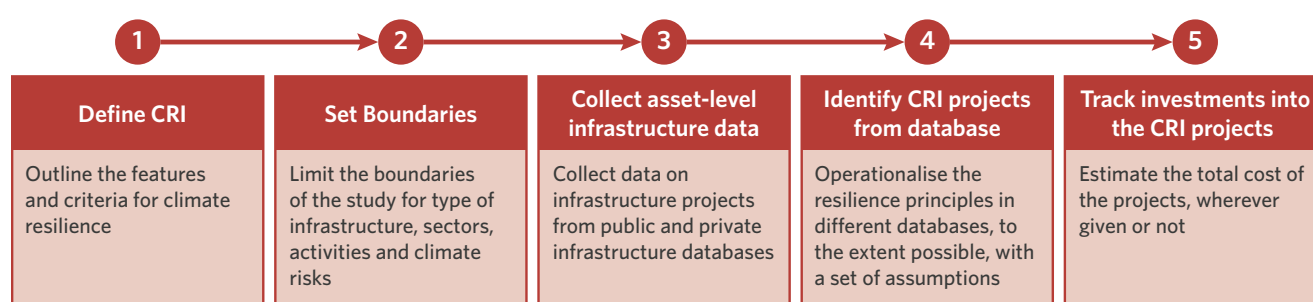 1
2
3
4
5
Define CRI
Outline the features
and criteria for climate
resilience
Set Boundaries
Limit the boundaries
of the study for type of
infrastructure, sectors,
activities and climate
risks
Collect asset-level
infrastructure data
Collect data on
infrastructure projects
from public and private
infrastructure databases
Identify CRI projects
from database
Operationalise the
resilience principles in
different databases, to
the extent possible, with
a set of assumptions
Track investments into
the CRI projects
Estimate the total cost of
the projects, wherever
given or not